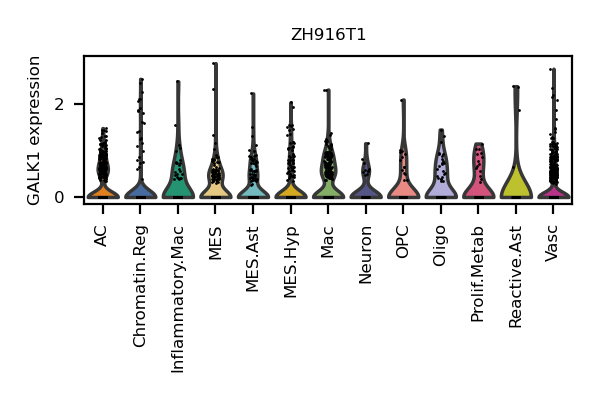 ZH916T1
GALK1 expression
2
0
AC
Chromatin.Reg
Inflammatory.Mac
MES
MES.Ast
MES.Hyp
Mac
Neuron
OPC
Oligo
Prolif.Metab
Reactive.Ast
Vasc